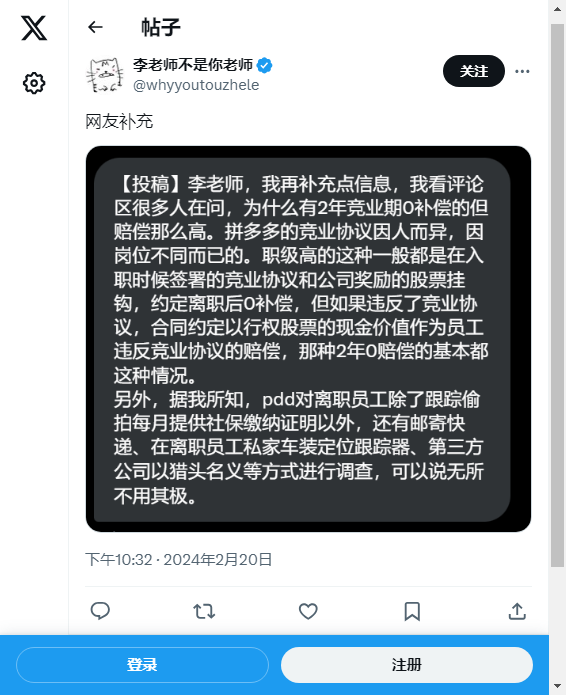 帖子
李老师不是你老师
@whyyoutouzhele
关注
网友补充
【投稿】李老师，我再补充点信息，我看评论
区很多人在问，为什么有2年竞业期0补偿的但
赔偿那么高。拼多多的竞业协议因人而异，因
岗位不同而已的。职级高的这种一般都是在入
职时候签署的竞业协议和公司奖励的股票挂
钩，约定离职后0补偿，但如果违反了竞业协
议，合同约定以行权股票的现金价值作为员工
违反竞业协议的赔偿，那种2年0赔偿的基本都
这种情况。
另外，据我所知，pdd对离职员工除了跟踪偷
拍每月提供社保缴纳证明以外，还有邮寄快
递、在离职员工私家车装定位跟踪器、第三方
公司以猎头名义等方式进行调查，可以说无所
不用其极。
下午10:32 · 2024年2月20日
登录
注册